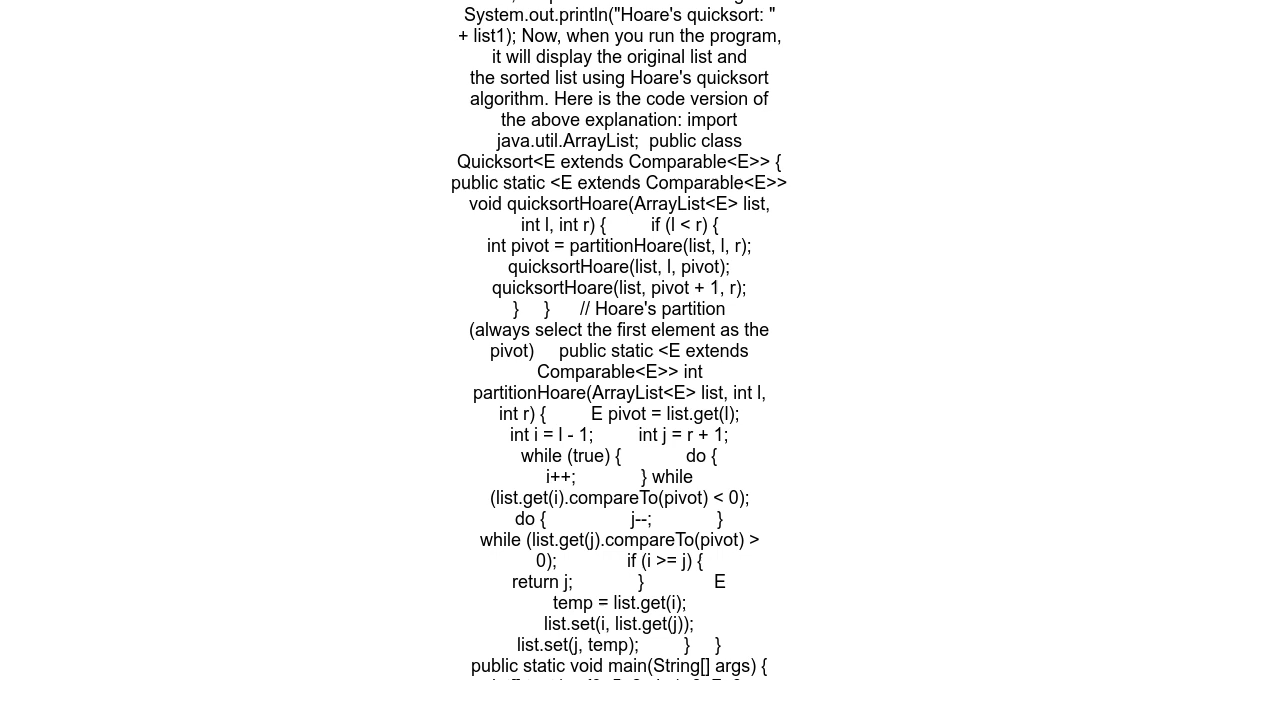 System.out.println("Hoare's quicksort: "
+ list1); Now, when you run the program,
it will display the original list and
the sorted list using Hoare's quicksort
algorithm. Here is the code version of
the above explanation: import
java.util.ArrayList;  public class
Quicksort<E extends Comparable<E>> {
public static <E extends Comparable<E>>
void quicksortHoare(ArrayList<E> list,
int l, int r) {         if (l < r) {
int pivot = partitionHoare(list, l, r);
quicksortHoare(list, l, pivot);
quicksortHoare(list, pivot + 1, r);
}     }      // Hoare's partition
(always select the first element as the
pivot)     public static <E extends
Comparable<E>> int
partitionHoare(ArrayList<E> list, int l,
int r) {         E pivot = list.get(l);
int i = l - 1;         int j = r + 1;
while (true) {             do {
i++;             } while
(list.get(i).compareTo(pivot) < 0);
do {                 j--;             }
while (list.get(j).compareTo(pivot) >
0);              if (i >= j) {
return j;             }              E
temp = list.get(i);
list.set(i, list.get(j));
list.set(j, temp);         }     }
public static void main(String[] args) {